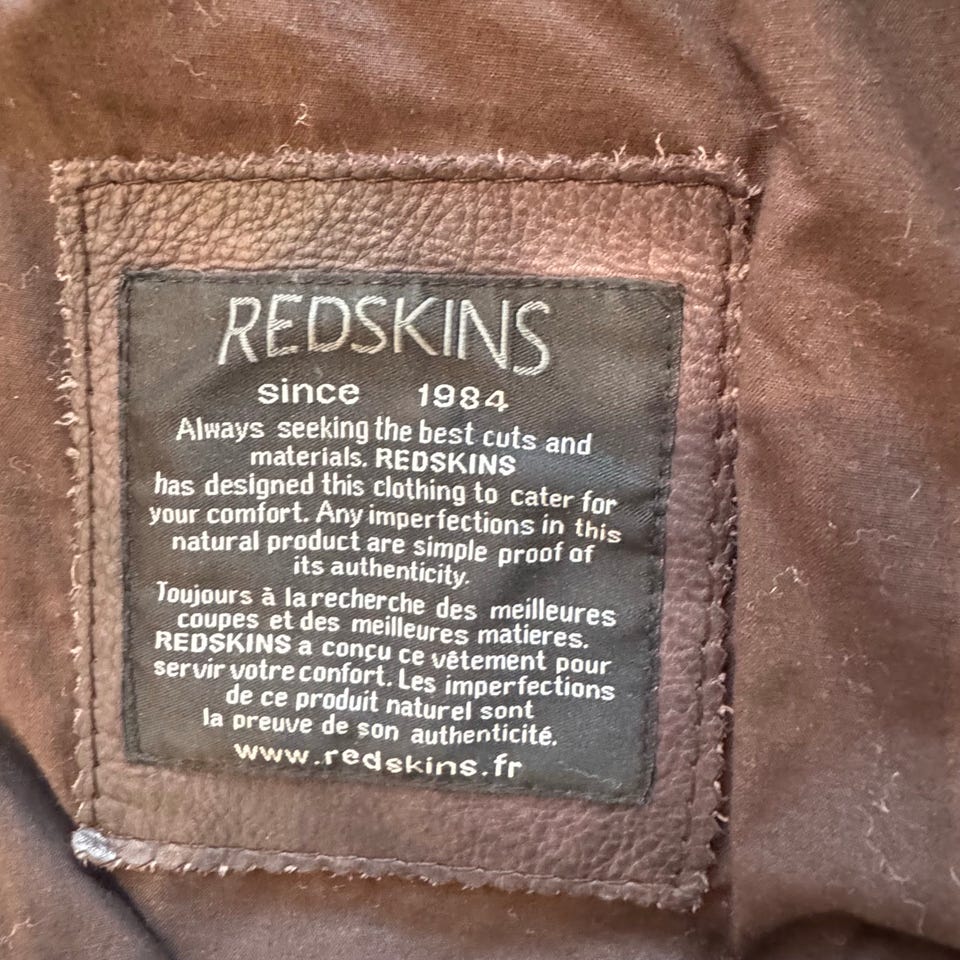 REDSKINS
since 1984
Always seeking the best cuts and
materials. REDSKINS
has designed this clothing to cater for
your comfort. Any imperfections in this
natural product are simple proof of
its authenticity.
Toujours à la recherche des meilleures
coupes et des meilleures matieres.
REDSKINS a conçu ce vêtement pour
servir votre confort. Les imperfections
de ce produit naturel sont
la preuve de son authenticité.
www.redskins.fr